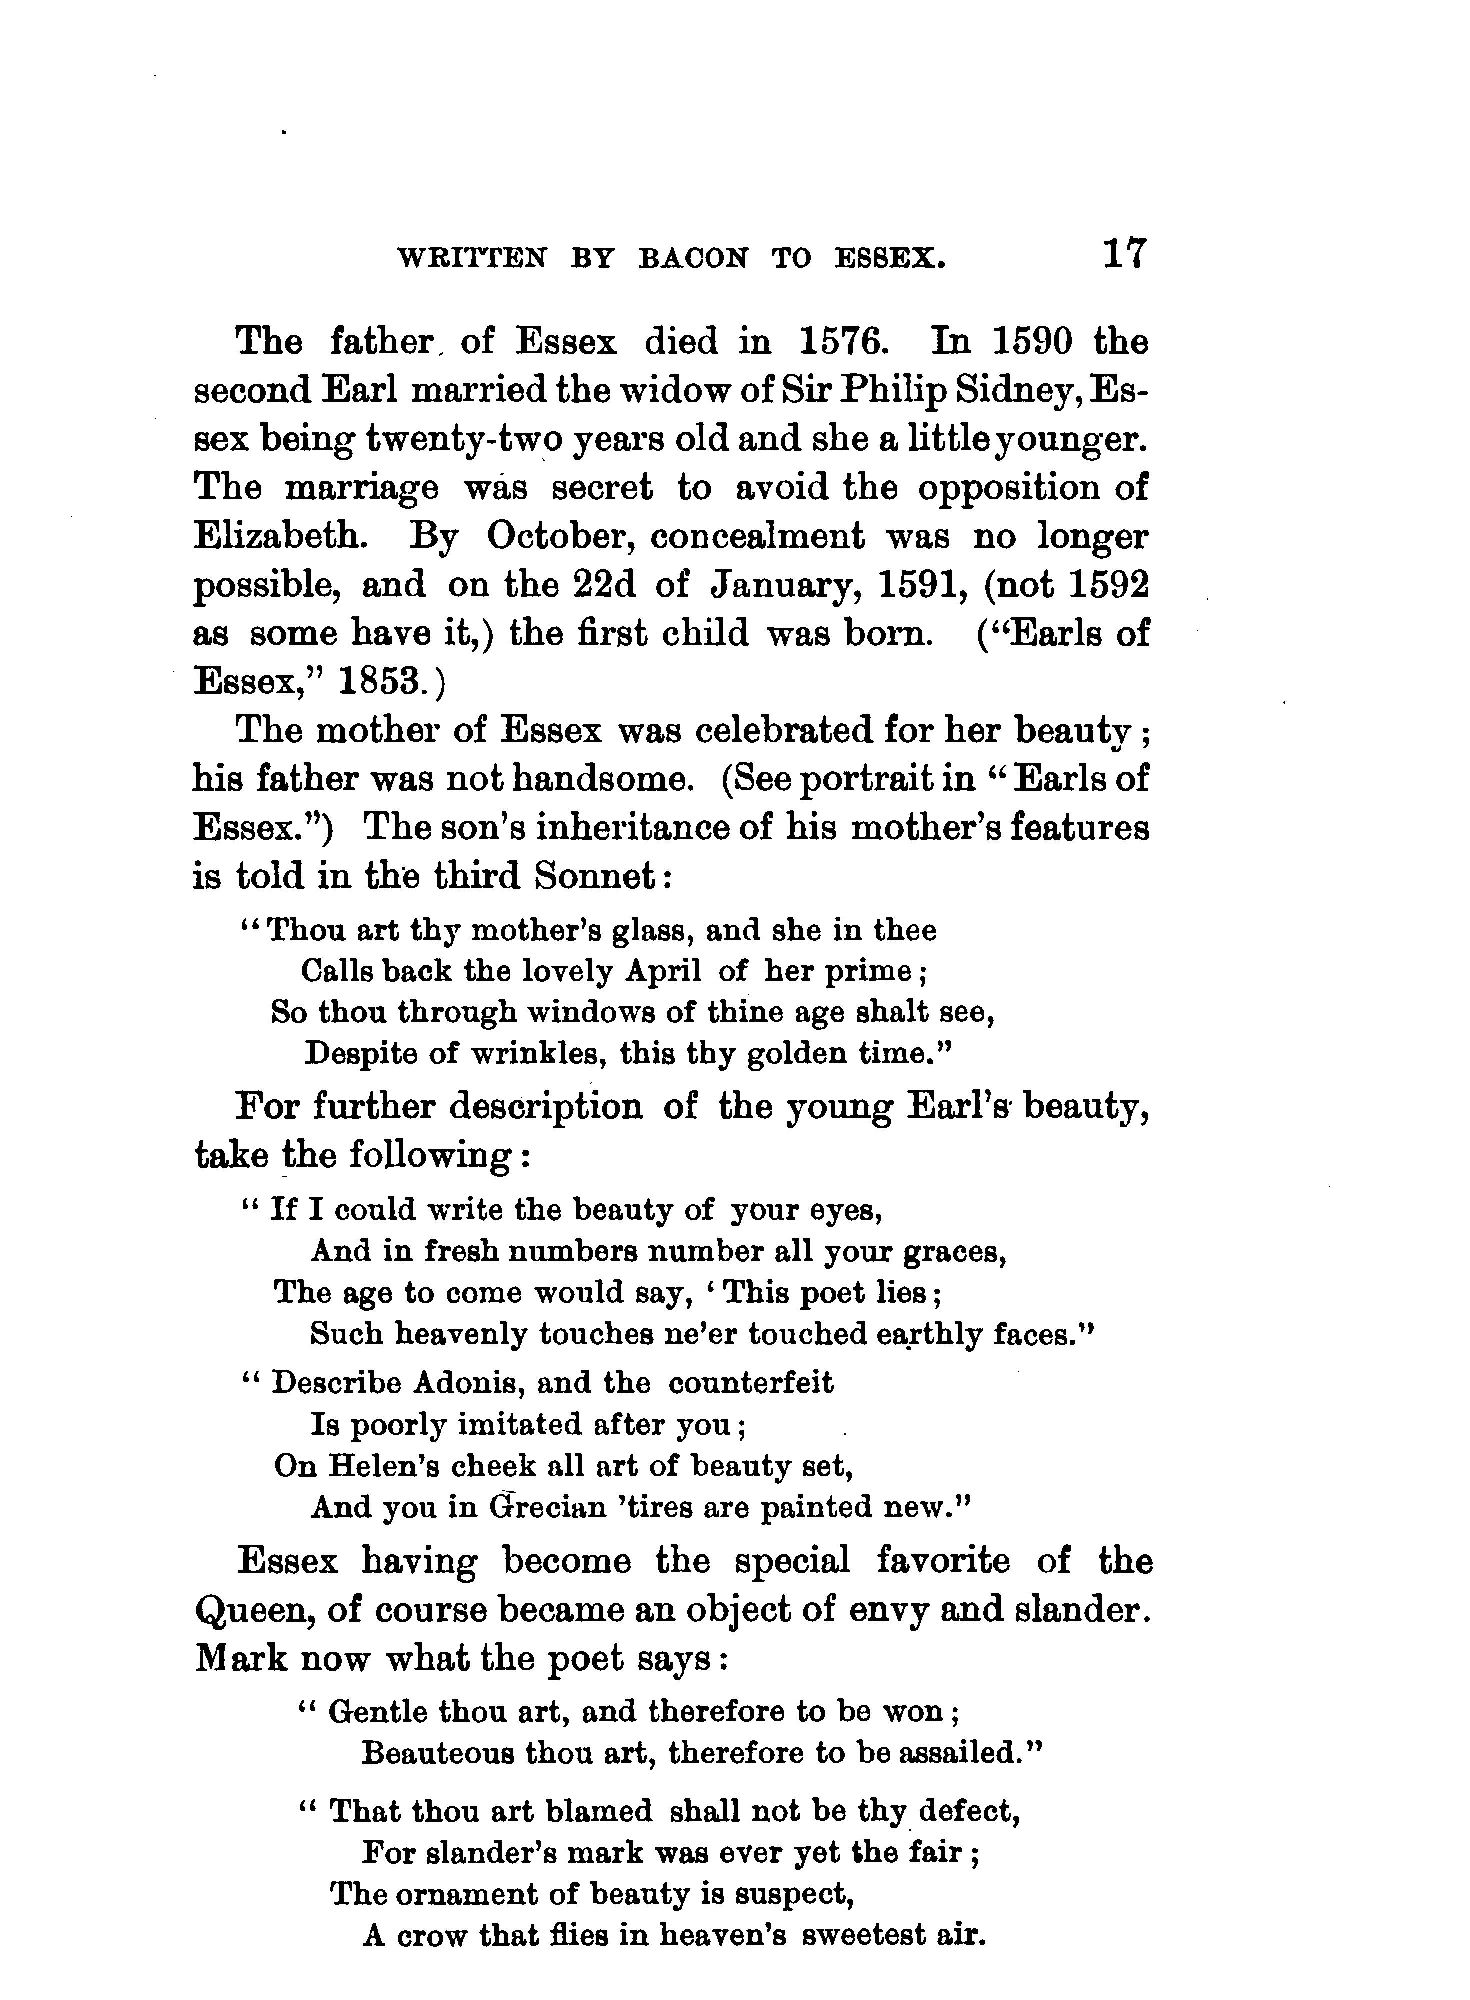 WRITTEN BY BACON TO ESSEX. 17
The father of Essex died in 1576. In 1590 the
second Earl married the widow of Sir Philip Sidney, Es-
sex being twenty-two years old and she a little younger.
The marriage was secret to avoid the opposition of
Elizabeth. By October, concealment was no longer
possible, and on the 22d of January, 1591, (not 1592
as some have it,) the first child was born. ("Earls of
Essex," 1853.)
The mother of Essex was celebrated for her beauty;
his father was not handsome. (See portrait in "Earls of
Essex.") The son's inheritance of his mother's features
is told in the third Sonnet:
"Thou art thy mother's glass, and she in thee
Calls back the lovely April of her prime;
So thou through windows of thine age shalt see,
Despite of wrinkles, this thy golden time."
For further description of the young Earl's beauty,
take the following:
"If I could write the beauty of your eyes,
And in fresh numbers number all your graces,
The age to come would say, 'This poet lies;
Such heavenly touches ne'er touched earthly faces."
"Describe Adonis, and the counterfeit
Is poorly imitated after you;
On Helen's cheek all art of beauty set,
And you in Grecian 'tires are painted new."
Essex having become the special favorite of the
Queen, of course became an object of envy and slander.
Mark now what the poet says:
"Gentle thou art, and therefore to be won;
Beauteous thou art, therefore to be assailed."
"That thou art blamed shall not be thy defect,
For slander's mark was ever yet the fair;
The ornament of beauty is suspect,
A crow that flies in heaven's sweetest air.